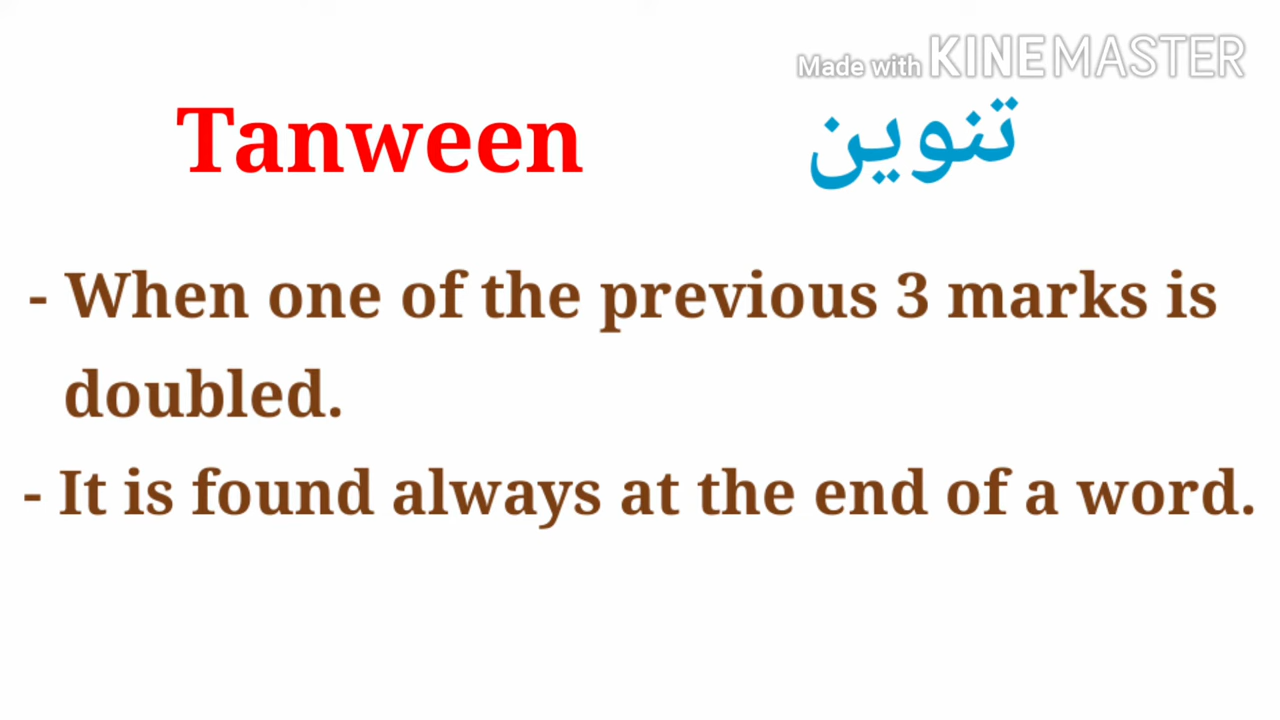 Made with KINEMASTER
Tanween تنوين
- When one of the previous 3 marks is
doubled.
- It is found always at the end of a word.